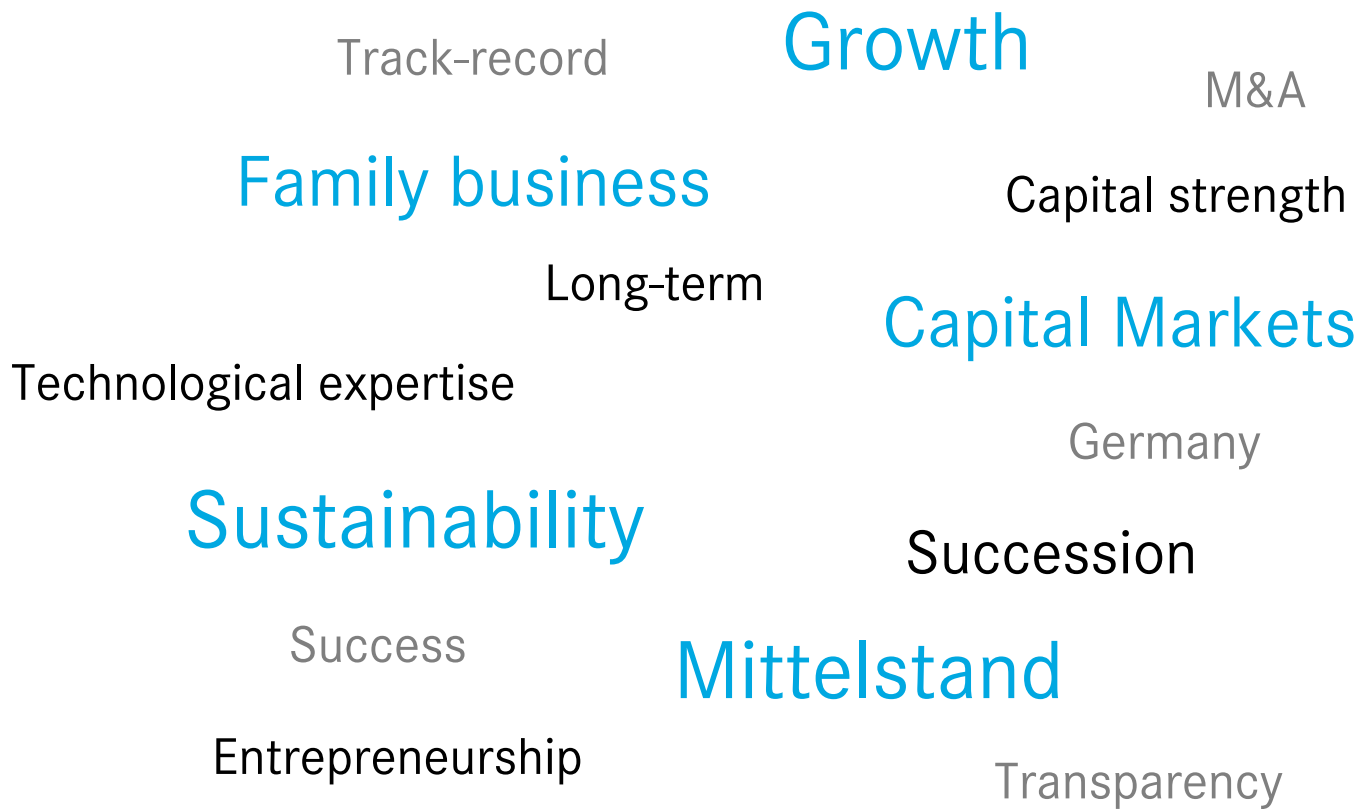 Growth
Track-record
M&A
Family business
Capital strength
Long-term
Capital Markets
Technological expertise
Germany
Sustainability
Succession
Success
Mittelstand
Entrepreneurship
Transparency